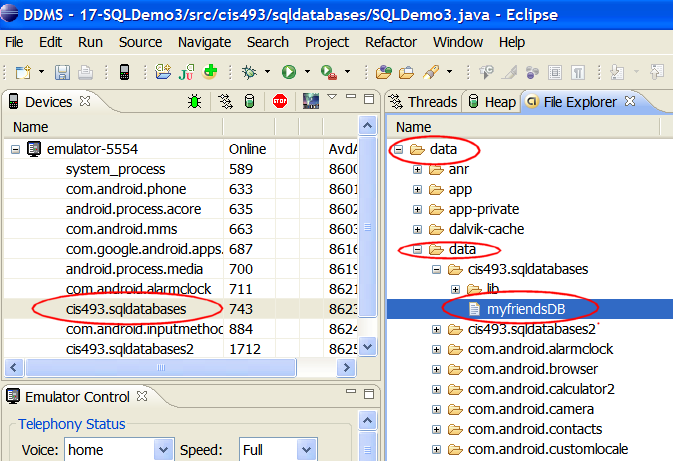 DDMS - 17-SQLDemo3/src/cis493/sqldatabases/SQLDemo3.java - Eclipse
File Edit Run Source Navigate Search Project Refactor Window Help
Devices
Name
emulator-5554 Online AvdA
system_process 589 8600
com.android.phone 633 8601
android.process.acore 635 8602
com.android.mms 663 8603
com.google.android.apps. 687 8616
android.process.media 700 8619
com.android.alarmclock 711 8621
cis493.sqldatabases 743 8623
com.android.inputmethod 884 8624
cis493.sqldatabases2 1712 8625
Emulator Control
Telephony Status
Voice: home Speed: Full
Threads Heap File Explorer
Name
data
anr
app
app-private
dalvik-cache
data
cis493.sqldatabases
lib
myfriendsDB
cis493.sqldatabases2
com.android.alarmclock
com.android.browser
com.android.calculator2
com.android.camera
com.android.contacts
com.android.customlocale